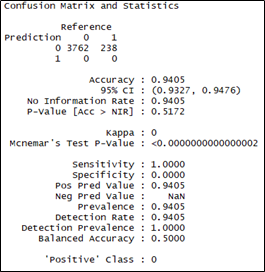 Confusion Matrix and Statistics
Reference
Prediction 0 1
0 3762 238
1 0 0
Accuracy : 0.9405
95% CI : (0.9327, 0.9476)
No Information Rate : 0.9405
P-Value [Acc > NIR] : 0.5172
Kappa : 0
Mcnemar's Test P-Value : <0.0000000000000002
Sensitivity : 1.0000
Specificity : 0.0000
Pos Pred Value : 0.9405
Neg Pred Value : NaN
Prevalence : 0.9405
Detection Rate : 0.9405
Detection Prevalence : 1.0000
Balanced Accuracy : 0.5000
'Positive' Class : 0